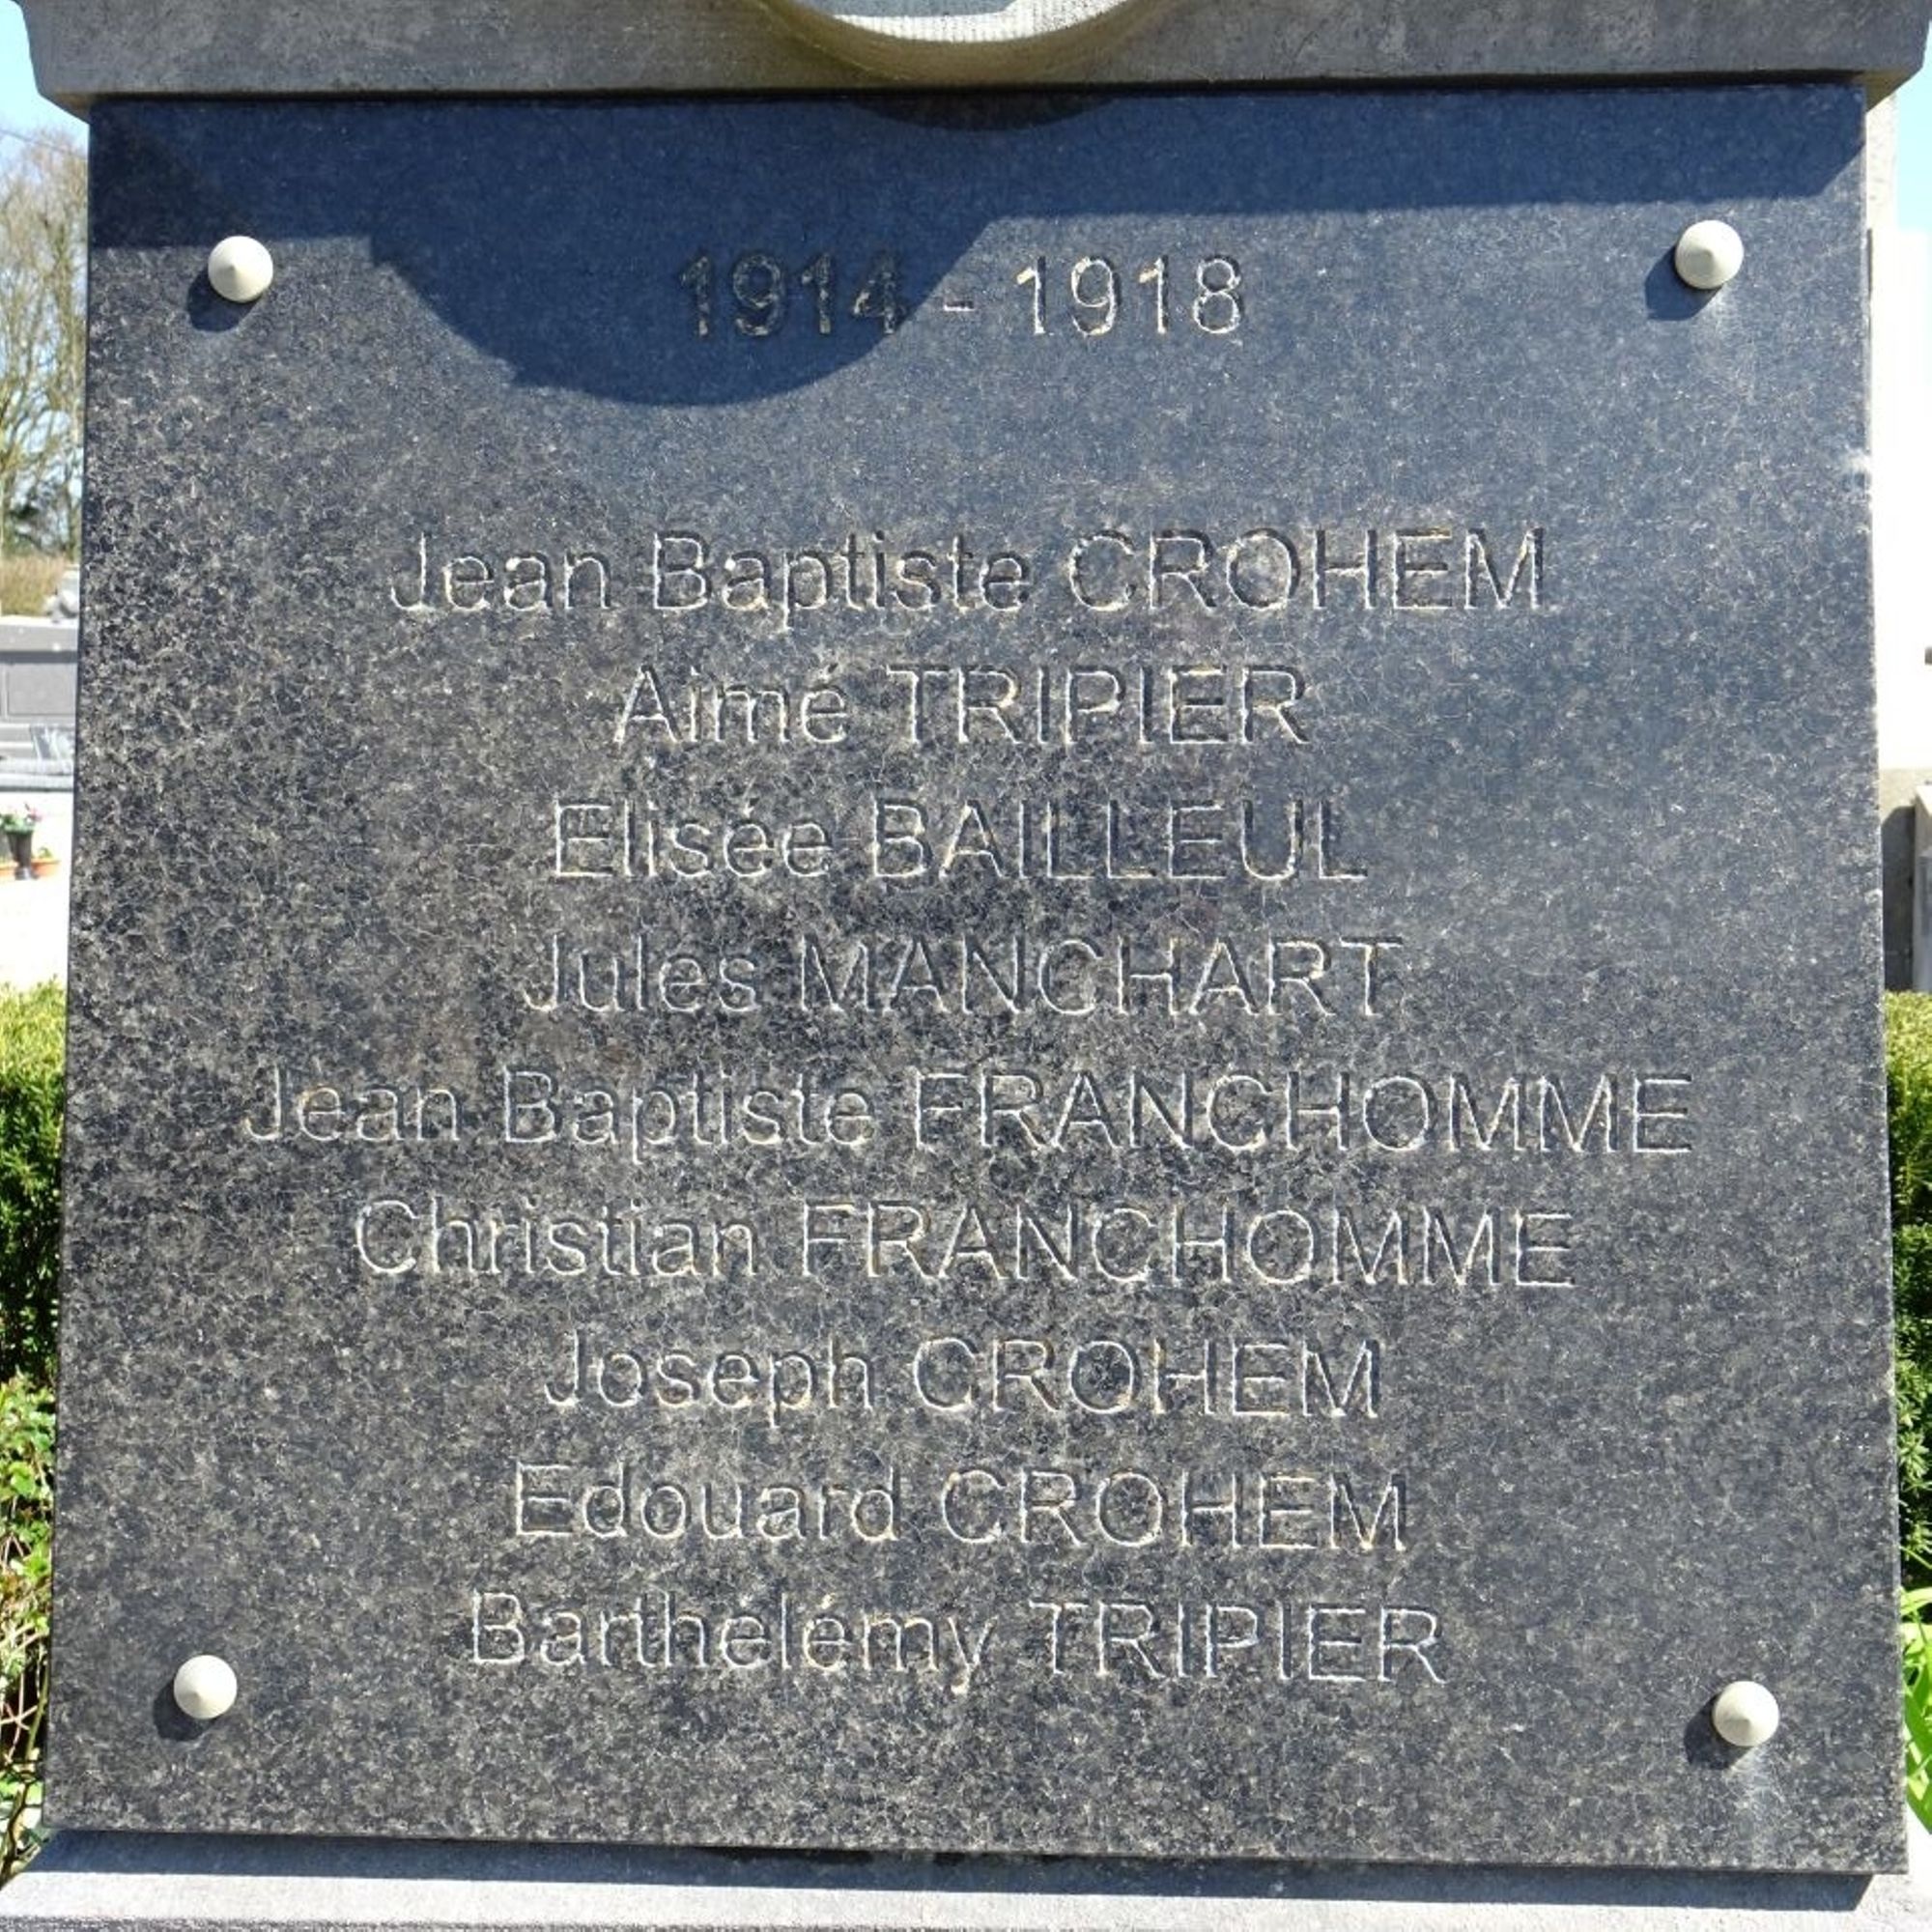 1914 - 1918
Jean Baptiste CROHEM
Aimé TRIPIER
Elisée BAILLEUL
Jules MANCHART
Jean Baptiste FRANCHOMME
Christian FRANCHOMME
Joseph CROHEM
Edouard CROHEM
Barthelémy TRIPIER